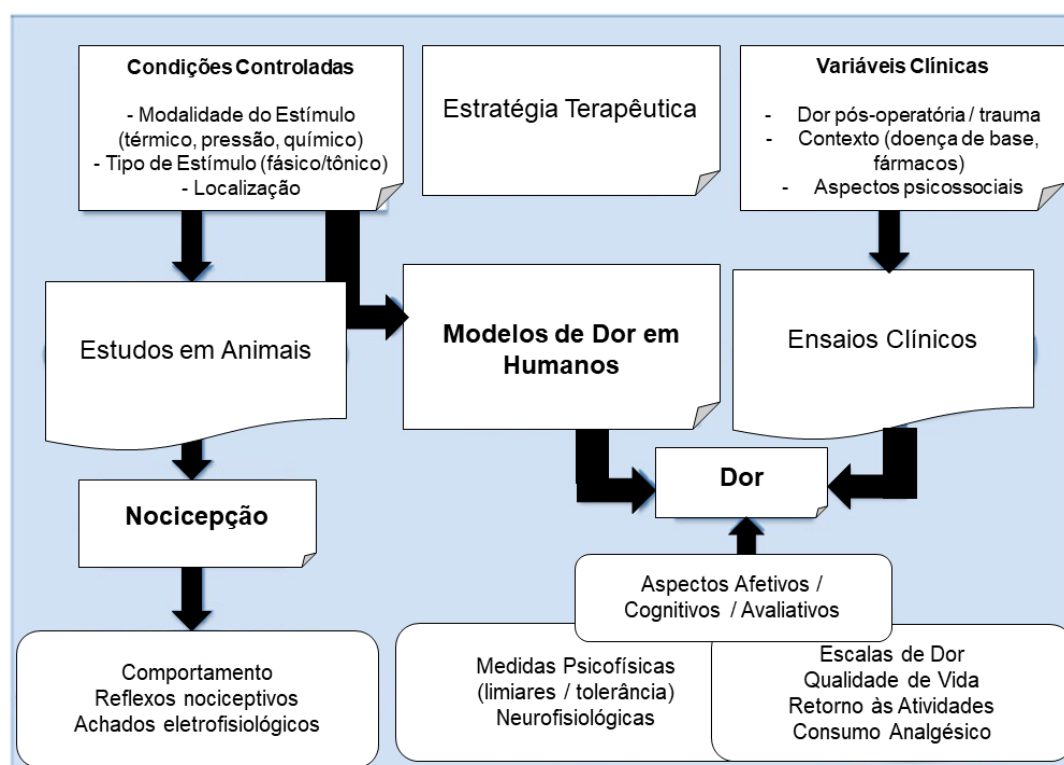 Condições Controladas
- Modalidade do Estímulo
(térmico, pressão, químico)
- Tipo de Estímulo (fásico/tônico)
- Localização
Estratégia Terapêutica
Variáveis Clínicas
- Dor pós-operatória / trauma
- Contexto (doença de base,
fármacos)
- Aspectos psicossociais
Estudos em Animais
Modelos de Dor em
Humanos
Ensaios Clínicos
Nocicepção
Dor
Aspectos Afetivos /
Cognitivos / Avaliativos
Comportamento
Reflexos nociceptivos
Achados eletrofisiológicos
Medidas Psicofísicas
(limiares / tolerância)
Neurofisiológicas
Escalas de Dor
Qualidade de Vida
Retorno às Atividades
Consumo Analgésico